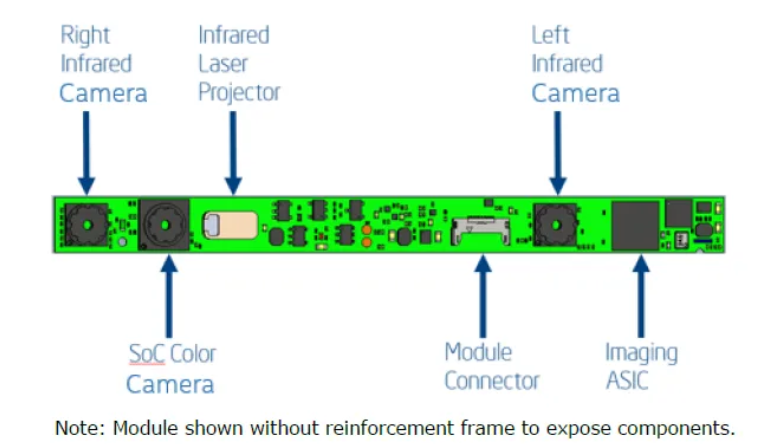 Right
Infrared
Camera
Infrared
Laser
Projector
Left
Infrared
Camera
SoC Color
Camera
Module
Connector
Imaging
ASIC
Note: Module shown without reinforcement frame to expose components.